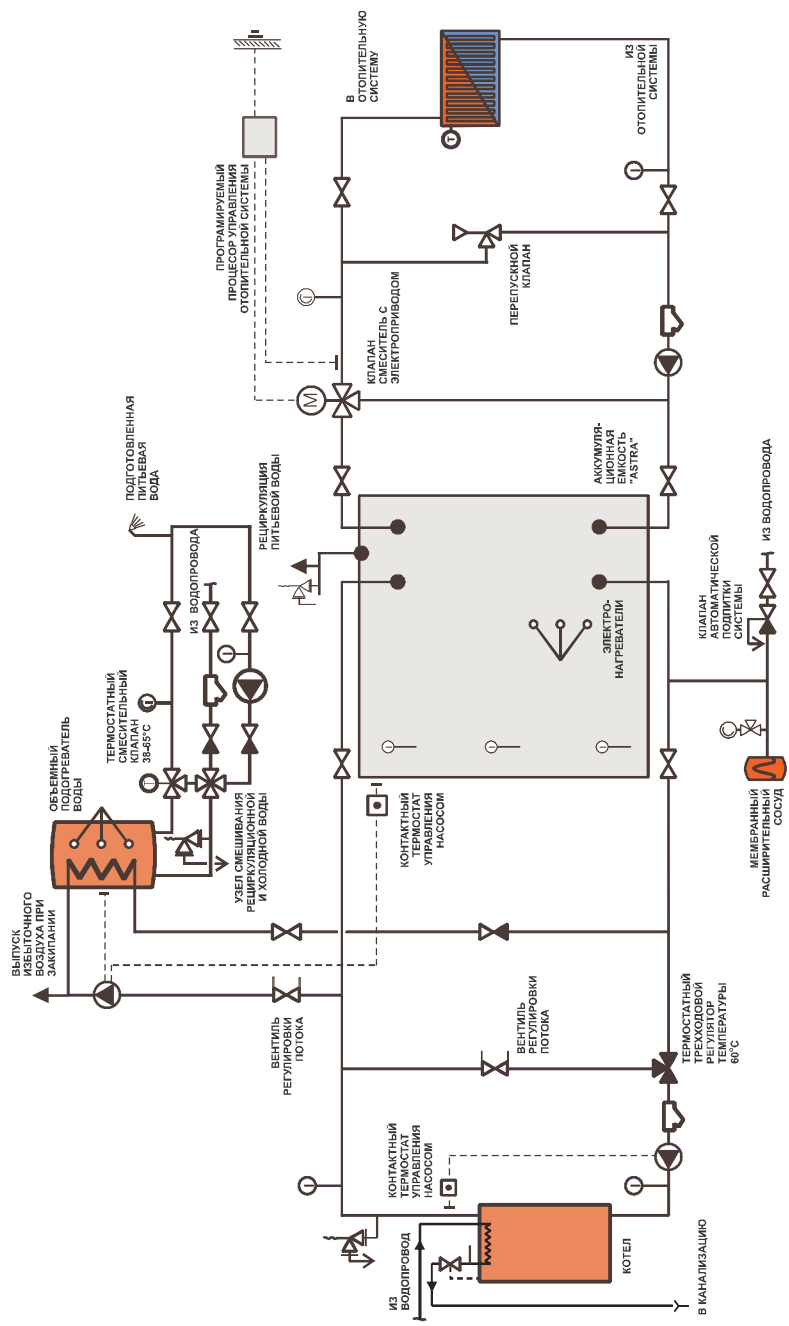 В
ОТОПИТЕЛЬНУЮ
СИСТЕМУ
ИЗ
ОТОПИТЕЛЬНОЙ
СИСТЕМЫ
T
ПРОГРАМИРУЕМЫЙ
ПРОЦЕСОР УПРАВЛЕНИЯ
ОТОПИТЕЛЬНОЙ СИСТЕМЫ
ПЕРЕПУСКНОЙ
КЛАПАН
КЛАПАН
СМЕСИТЕЛЬ С
ЭЛЕКТРОПРИВОДОМ
M
ПОДГОТОВЛЕННАЯ
ПИТЬЕВАЯ
ВОДА
РЕЦИРКУЛЯЦИЯ
ПИТЬЕВОЙ ВОДЫ
АККУМУЛЯ-
ЦИОННАЯ
ЕМКОСТЬ
"ASTRA"
ИЗ ВОДОПРОВОДА
ИЗ ВОДОПРОВОДА
КЛАПАН
АВТОМАТИЧЕСКОЙ
ПОДПИТКИ
СИСТЕМЫ
ЭЛЕКТРО-
НАГРЕВАТЕЛИ
ТЕРМОСТАТНЫЙ
СМЕСИТЕЛЬНЫЙ
КЛАПАН
38-65°C
ОБЪЕМНЫЙ
ПОДОГРЕВАТЕЛЬ
ВОДЫ
УЗЕЛ СМЕШИВАНИЯ
РЕЦИРКУЛЯЦИОННОЙ
И ХОЛОДНОЙ ВОДЫ
КОНТАКТНЫЙ
ТЕРМОСТАТ
УПРАВЛЕНИЯ
НАСОСОМ
МЕМБРАННЫЙ
РАСШИРИТЕЛЬНЫЙ
СОСУД
ВЫПУСК
ИЗБЫТОЧНОГО
ВОЗДУХА ПРИ
ЗАКИПАНИИ
ВЕНТИЛЬ
РЕГУЛИРОВКИ
ПОТОКА
ВЕНТИЛЬ
РЕГУЛИРОВКИ
ПОТОКА
ТЕРМОСТАТНЫЙ
ТРЕХХОДОВОЙ
РЕГУЛЯТОР
ТЕМПЕРАТУРЫ
60°C
КОНТАКТНЫЙ
ТЕРМОСТАТ
УПРАВЛЕНИЯ
НАСОСОМ
ИЗ
ВОДОПРОВОД
КОТЕЛ
В КАНАЛИЗАЦИЮ